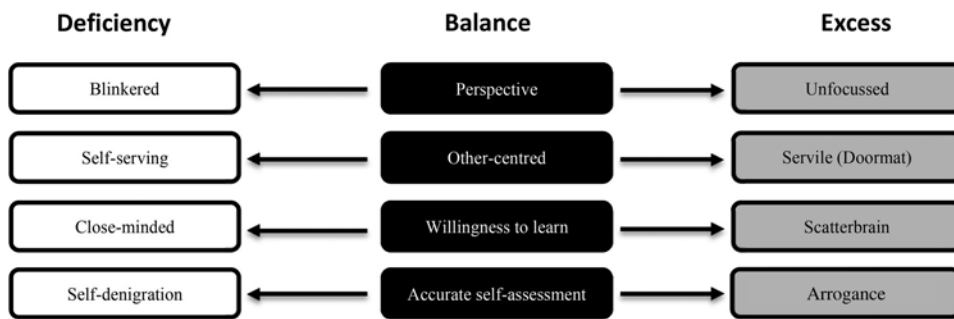 Deficiency Balance Excess
Blinkered Perspective Unfocussed
Self-serving Other-centred Servile (Doormat)
Close-minded Willingness to learn Scatterbrain
Self-denigration Accurate self-assessment Arrogance